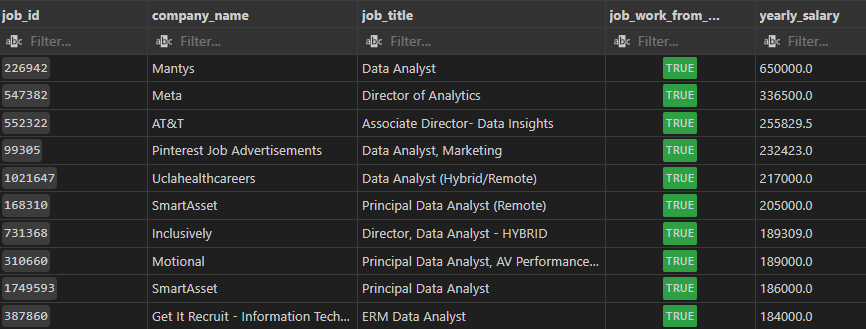 job_id company_name job_title job_work_from_... yearly_salary
abc Filter... abc Filter... abc Filter... abc Filter... abc Filter...
226942 Mantys Data Analyst TRUE 650000.0
547382 Meta Director of Analytics TRUE 336500.0
552322 AT&T Associate Director- Data Insights TRUE 255829.5
99305 Pinterest Job Advertisements Data Analyst, Marketing TRUE 232423.0
1021647 Uclahealthcareers Data Analyst (Hybrid/Remote) TRUE 217000.0
168310 SmartAsset Principal Data Analyst (Remote) TRUE 205000.0
731368 Inclusively Director, Data Analyst - HYBRID TRUE 189309.0
310660 Motional Principal Data Analyst, AV Performance... TRUE 189000.0
1749593 SmartAsset Principal Data Analyst TRUE 186000.0
387860 Get It Recruit - Information Tech... ERM Data Analyst TRUE 184000.0